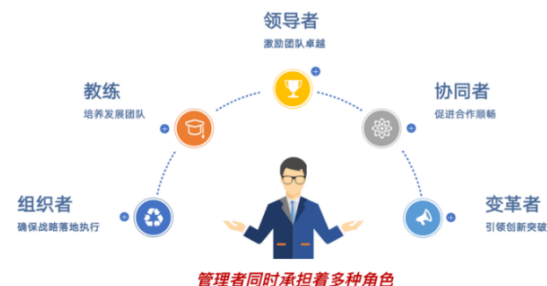 领导者
激励团队卓越
教练
培养发展团队
协同者
促进合作顺畅
组织者
确保战略落地执行
变革者
引领创新突破
管理者同时承担着多种角色